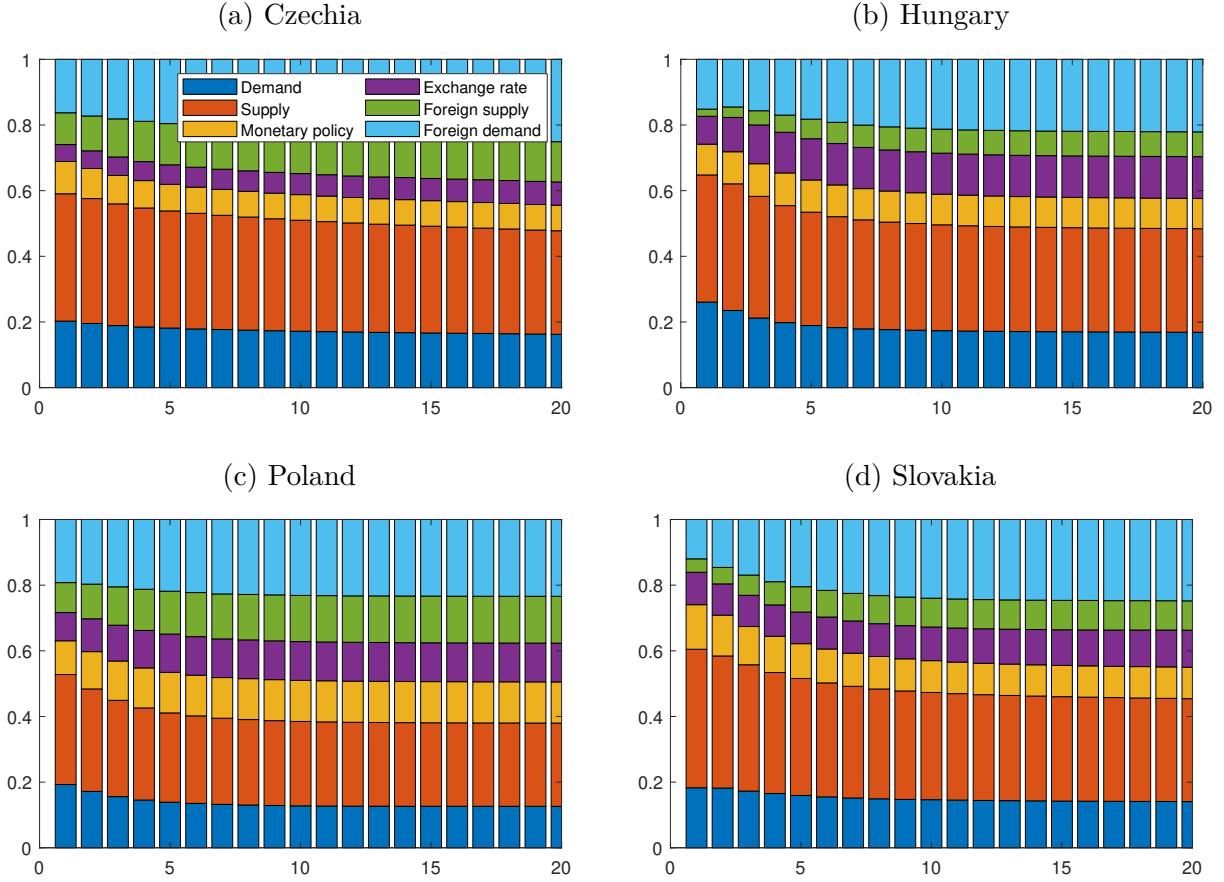 (a) Czechia
1
0.8
0.6
0.4
0.2
0
0 5 10 15 20
Demand
Supply
Monetary policy
Exchange rate
Foreign supply
Foreign demand
(b) Hungary
1
0.8
0.6
0.4
0.2
0
0 5 10 15 20
(c) Poland
1
0.8
0.6
0.4
0.2
0
0 5 10 15 20
(d) Slovakia
1
0.8
0.6
0.4
0.2
0
0 5 10 15 20